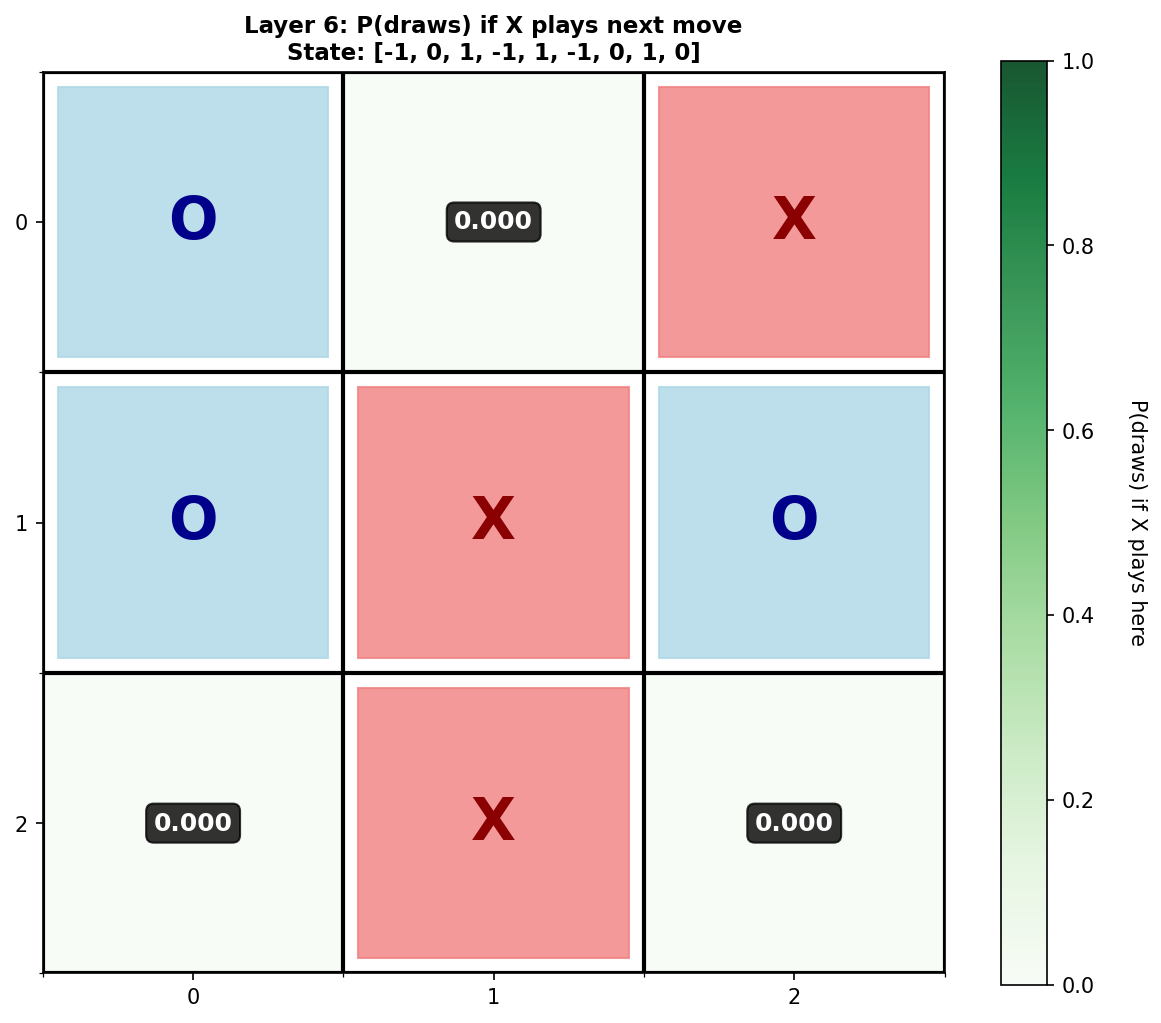 Layer 6: P(draws) if X plays next move
State: [-1, 0, 1, -1, 1, -1, 0, 1, 0]
0
O
0.000
X
1
O
X
O
2
0.000
X
0.000
0
1
2
1.0
0.8
0.6
0.4
0.2
0.0
P(draws) if X plays here